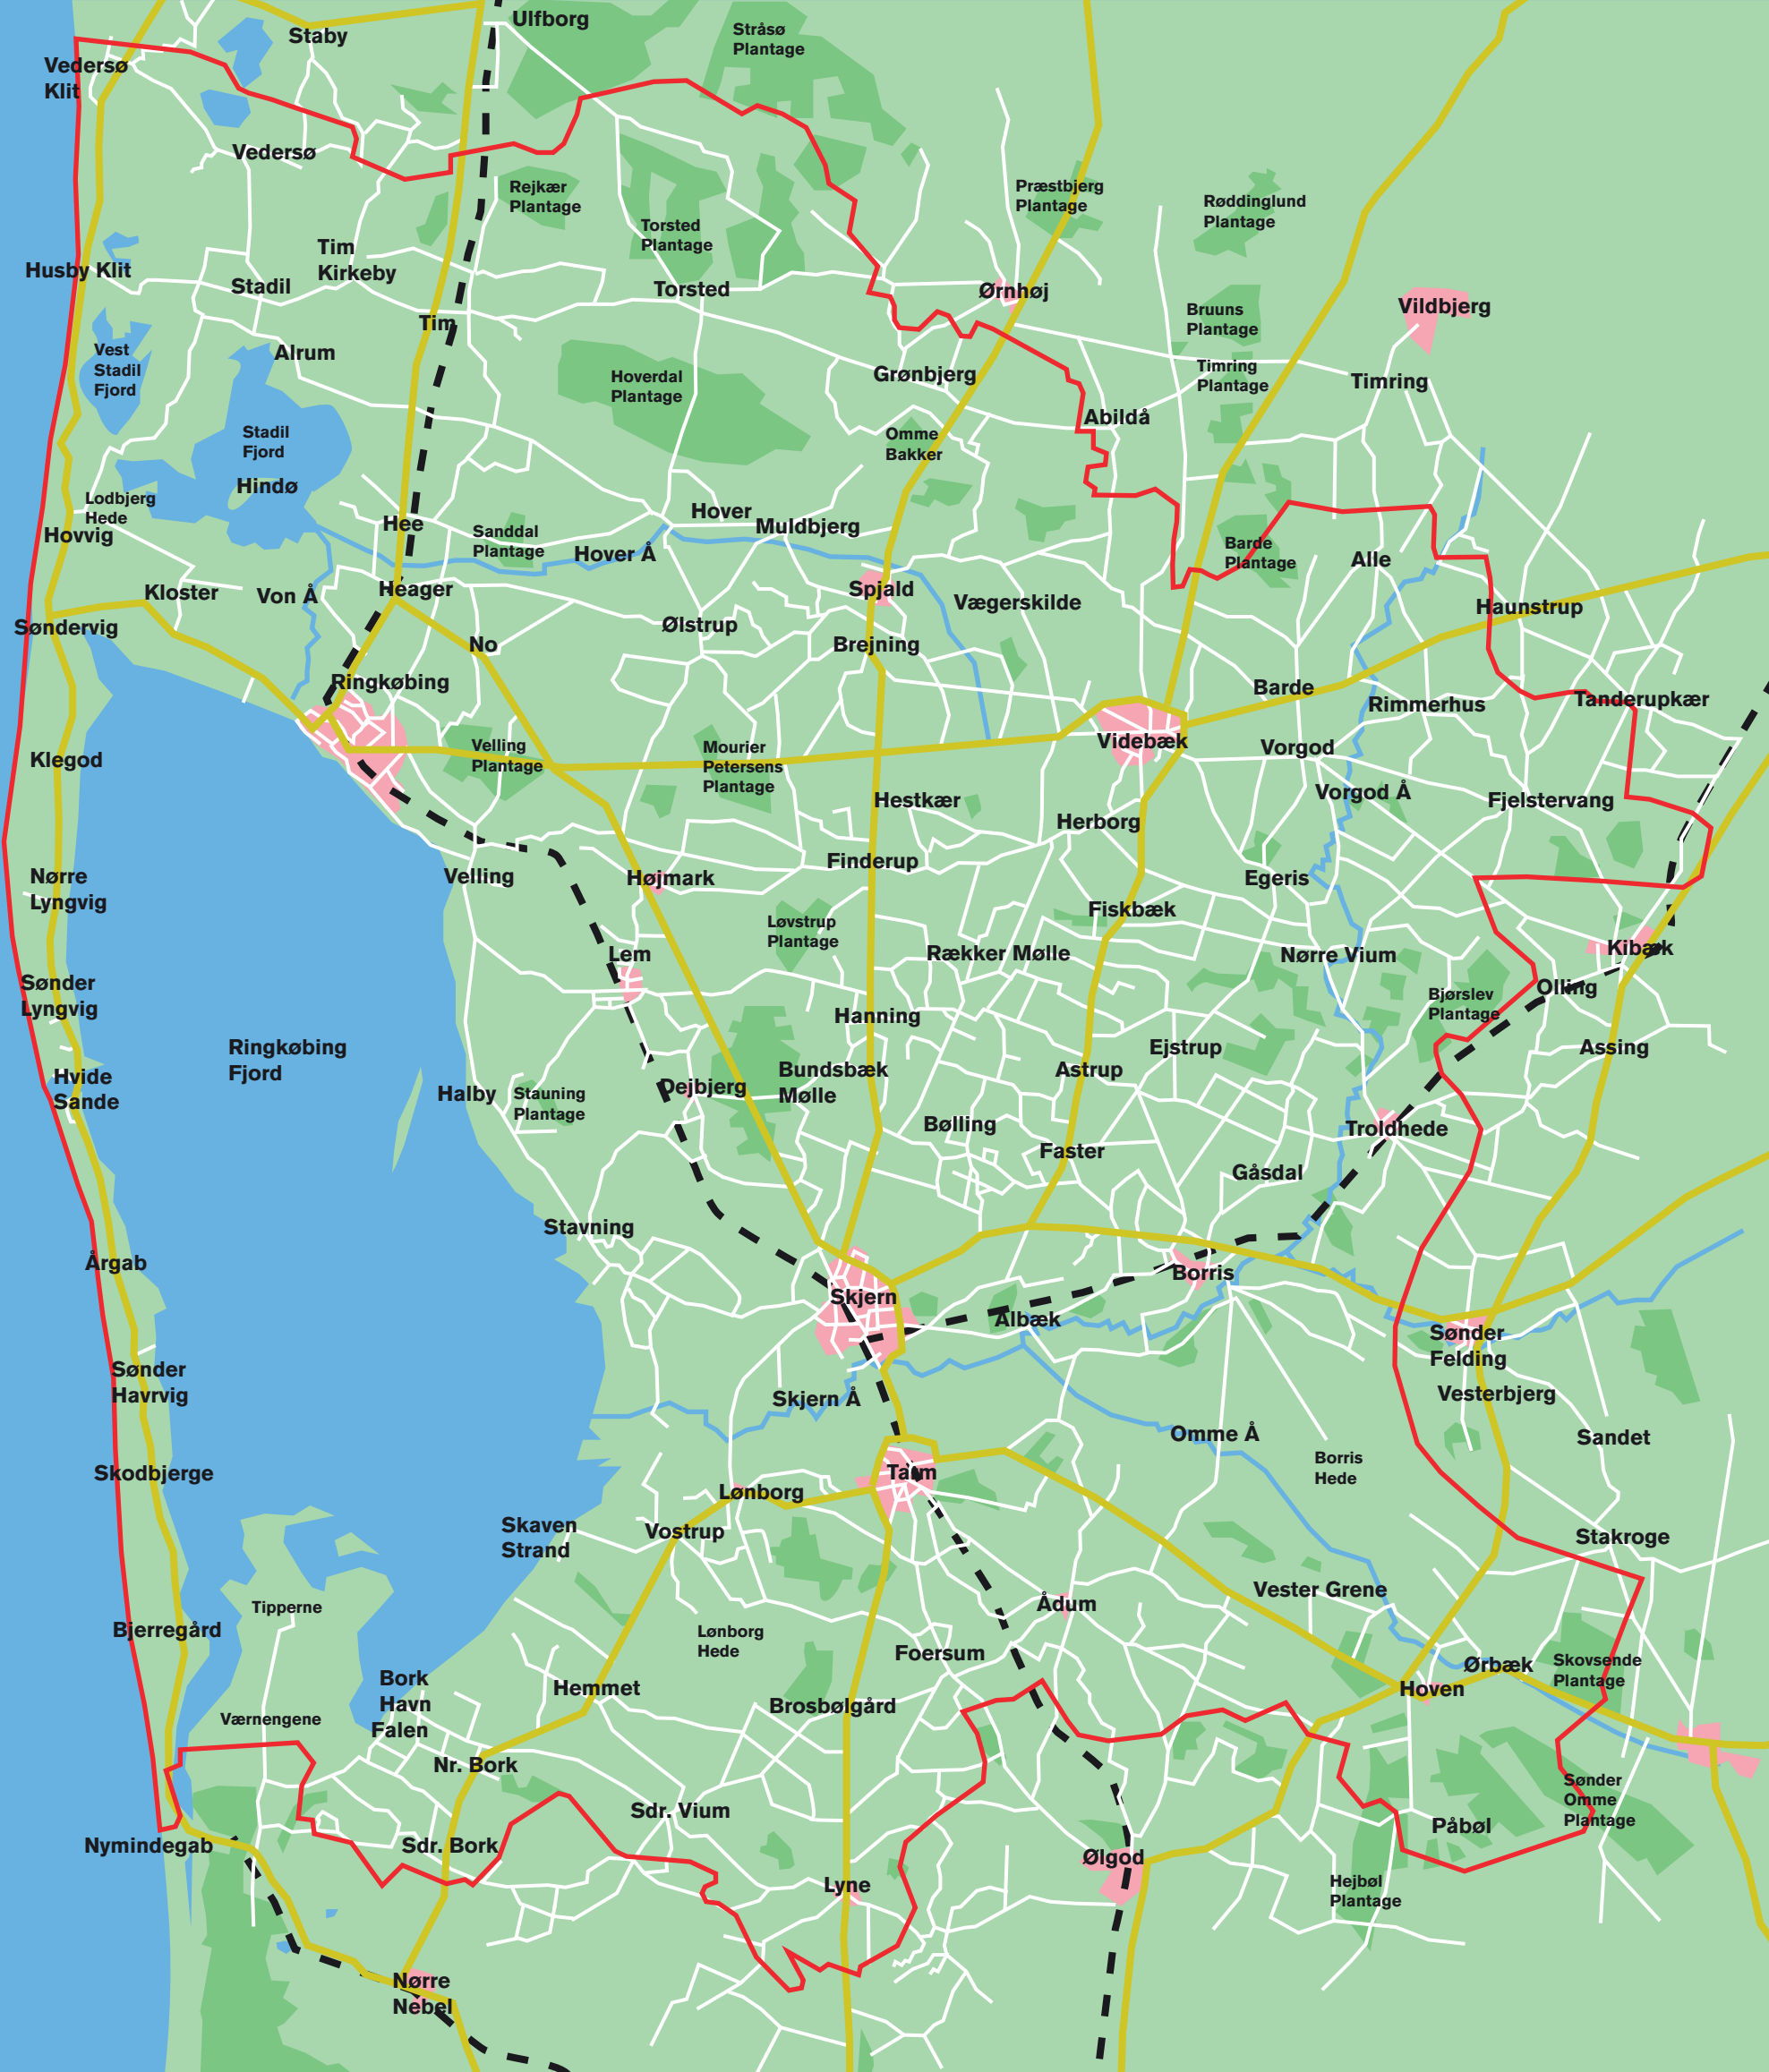 Ulfborg
Staby
Stråsø
Plantage
Vedersø
Klit
Vedersø
Rejkær
Plantage
Præstbjerg
Plantage
Røddinglund
Plantage
Torsted
Plantage
Tim
Kirkeby
Husby Klit
Stadil
Torsted
Ørnhøj
Vildbjerg
Bruuns
Plantage
Tim
Vest
Stadil
Fjord
Alrum
Hoverdal
Plantage
Grønbjerg
Timring
Plantage
Timring
Abildå
Stadil
Fjord
Omme
Bakker
Hindø
Lodbjerg
Hede
Hovvig
Hee
Sanddal
Plantage
Hover
Muldbjerg
Hover Å
Barde
Plantage
Alle
Kloster
Von Å
Heager
Spjald
Vægerskilde
Haunstrup
Søndervig
Ølstrup
No
Brejning
Ringkøbing
Barde
Rimmerhus
Tanderupkær
Klegod
Velling
Plantage
Mourier
Petersens
Plantage
Videbæk
Vorgod
Vorgod Å
Hestkær
Fjelstervang
Herborg
Nørre
Lyngvig
Velling
Højmark
Finderup
Egeris
Fiskbæk
Løvstrup
Plantage
Lem
Rækker Mølle
Nørre Vium
Kibæk
Sønder
Lyngvig
Bjørslev
Plantage
Olling
Hanning
Ringkøbing
Fjord
Ejstrup
Assing
Hvide
Sande
Halby
Stauning
Plantage
Dejbjerg
Bundsbæk
Mølle
Astrup
Bølling
Troldhede
Faster
Gåsdal
Stavning
Årgab
Borris
Skjern
Albæk
Sønder
Felding
Sønder
Havrvig
Skjern Å
Vesterbjerg
Omme Å
Sandet
Skodbjerge
Borris
Hede
Tarm
Lønborg
Skaven
Strand
Vostrup
Stakroge
Tipperne
Vester Grene
Ådum
Bjerregård
Lønborg
Hede
Foersum
Skovsende
Plantage
Ørbæk
Bork
Havn
Falen
Hemmet
Brosbølgård
Hoven
Værnengene
Nr. Bork
Sdr. Vium
Sønder
Omme
Plantage
Påbøl
Nymindegab
Sdr. Bork
Ølgod
Lyne
Hejbøl
Plantage
Nørre
Nebel